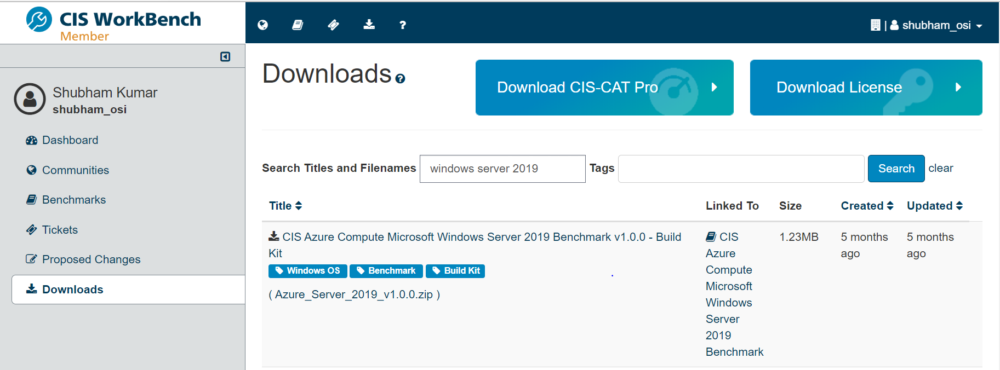 CIS WorkBench
Member
? | shubham_osi
Shubham Kumar
shubham_osi
Dashboard
Communities
Benchmarks
Tickets
Proposed Changes
Downloads
Downloads ?
Download CIS-CAT Pro
Download License
Search Titles and Filenames windows server 2019 Tags Search clear
Title Linked To Size Created Updated
CIS Azure Compute Microsoft Windows Server 2019 Benchmark v1.0.0 - Build
Kit
Windows OS Benchmark Build Kit
( Azure_Server_2019_v1.0.0.zip )
CIS
Azure
Compute
Microsoft
Windows
Server
2019
Benchmark
1.23MB
5 months
ago
5 months
ago